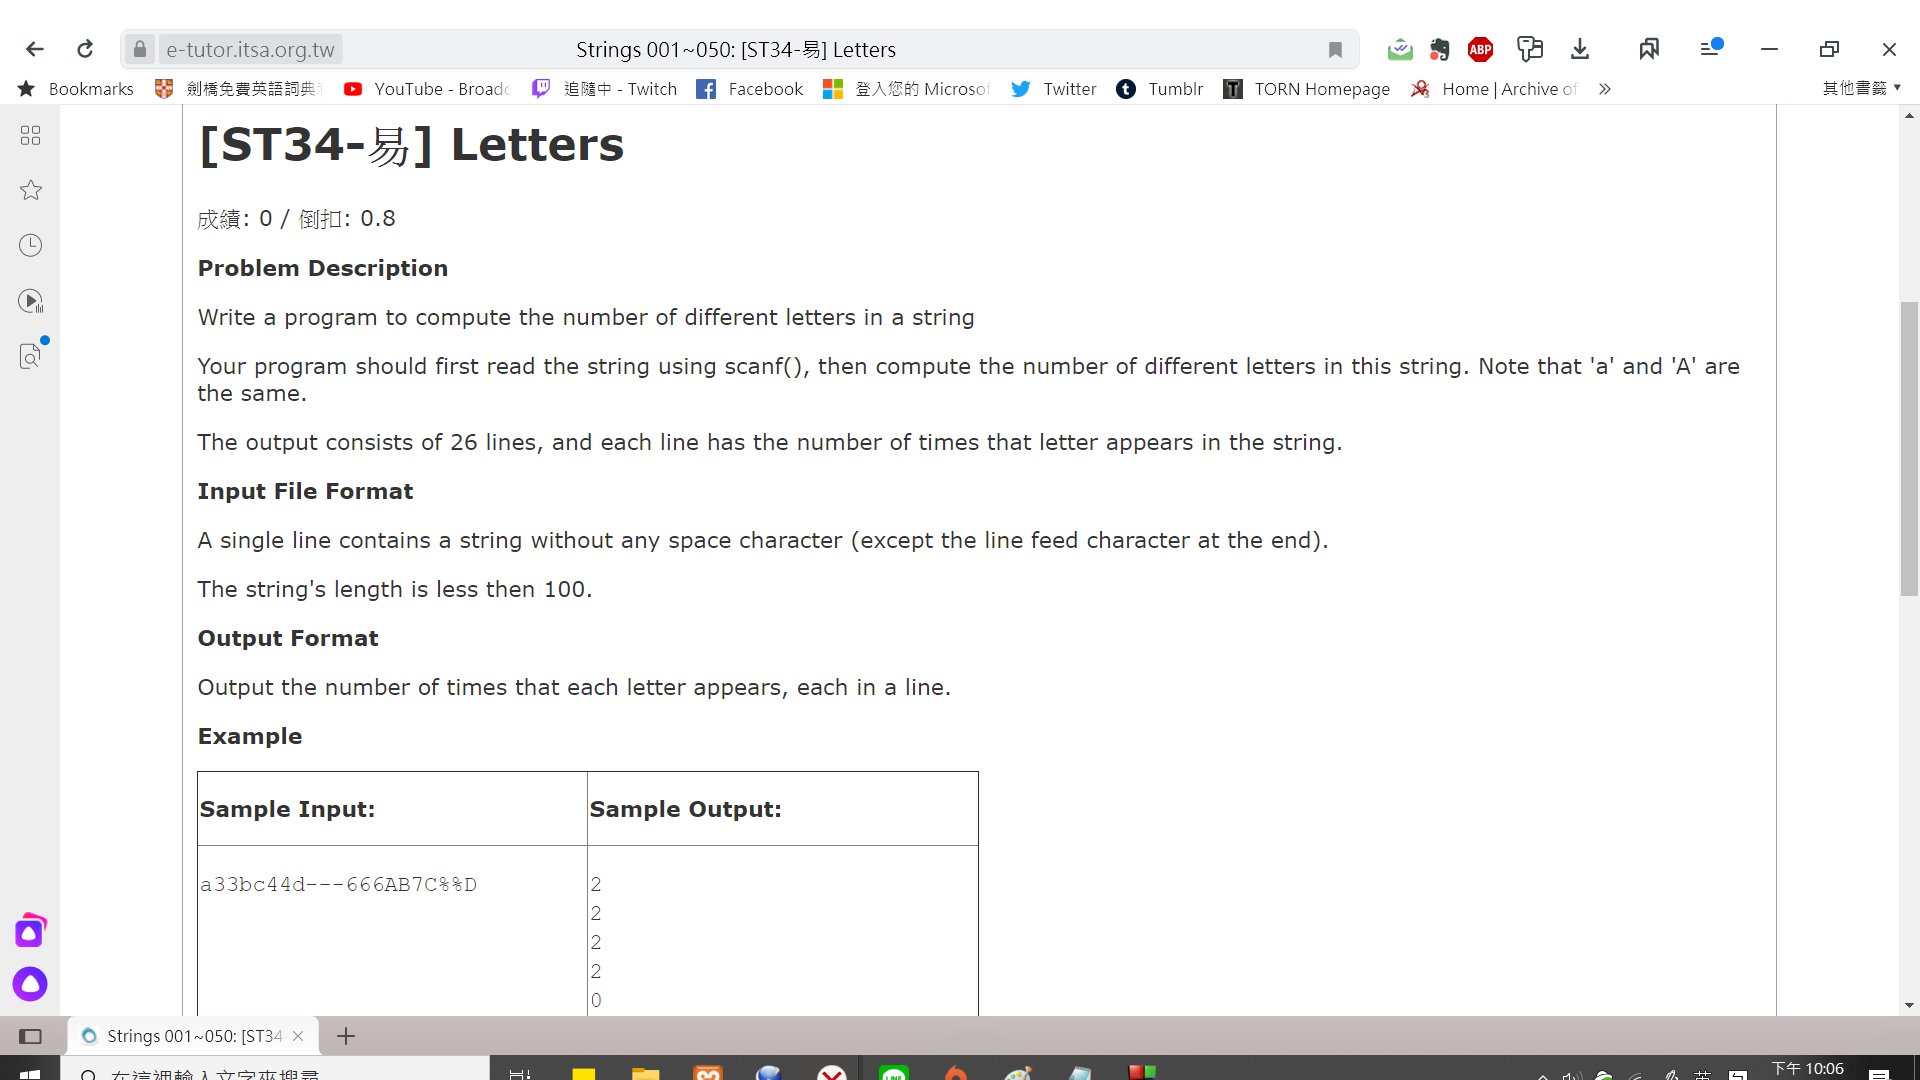 e-tutor.itsa.org.tw
Strings 001~050: [ST34-易] Letters
ABP
Bookmarks
劍橋免費英語詞典
YouTube - Broadc
追隨中 - Twitch
Facebook
登入您的 Microsof
Twitter
Tumblr
TORN Homepage
Home | Archive of
其他書籤
[ST34-易] Letters
成績: 0 / 倒扣: 0.8
Problem Description
Write a program to compute the number of different letters in a string
Your program should first read the string using scanf(), then compute the number of different letters in this string. Note that 'a' and 'A' are
the same.
The output consists of 26 lines, and each line has the number of times that letter appears in the string.
Input File Format
A single line contains a string without any space character (except the line feed character at the end).
The string's length is less then 100.
Output Format
Output the number of times that each letter appears, each in a line.
Example
Sample Input:
Sample Output:
a33bc44d---666AB7C%%D
2
2
2
2
0
Strings 001~050: [ST34
在這裡輸入文字來搜尋
下午 10:06